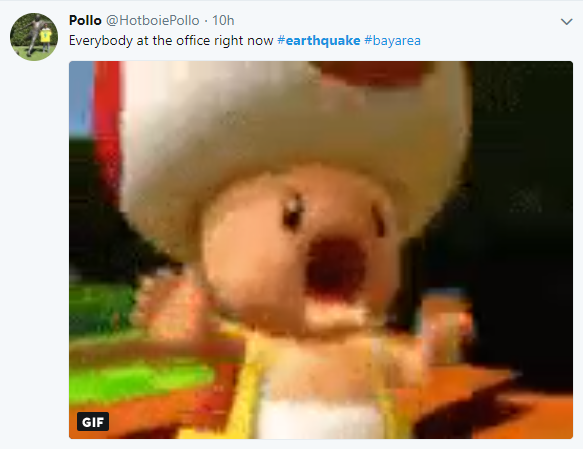 Pollo @HotboiePollo · 10h
Everybody at the office right now #earthquake #bayarea
GIF